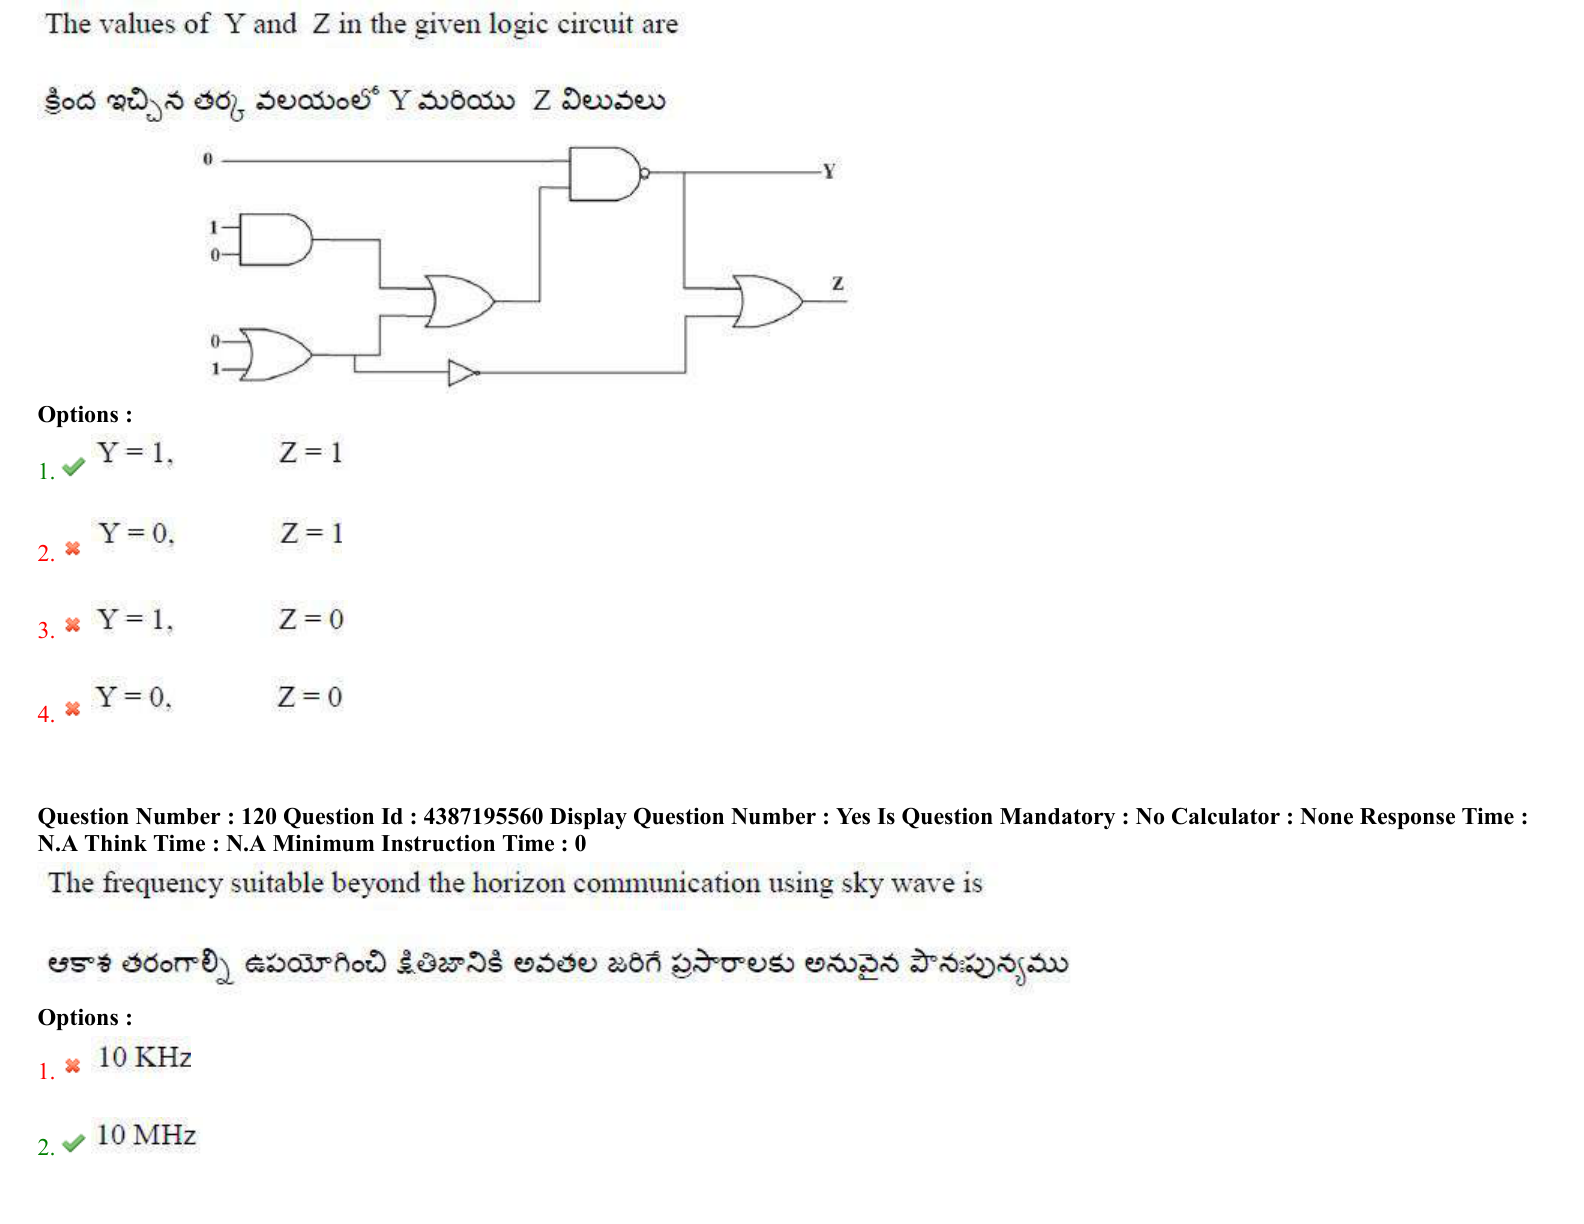 The values of Y and Z in the given logic circuit are
క్రింద ఇచ్చిన తర్క వలయంలో Y మరియు Z విలువలు
0
Y
1
0
Z
0
1
Options :
1. Y = 1, Z = 1
2. Y = 0, Z = 1
3. Y = 1, Z = 0
4. Y = 0, Z = 0
Question Number : 120 Question Id : 4387195560 Display Question Number : Yes Is Question Mandatory : No Calculator : None Response Time :
N.A Think Time : N.A Minimum Instruction Time : 0
The frequency suitable beyond the horizon communication using sky wave is
ఆకాశ తరంగాల్ని ఉపయోగించి క్షితిజానికి అవతల జరిగే ప్రసారాలకు అనువైన పౌనఃపున్యము
Options :
1. 10 KHz
2. 10 MHz